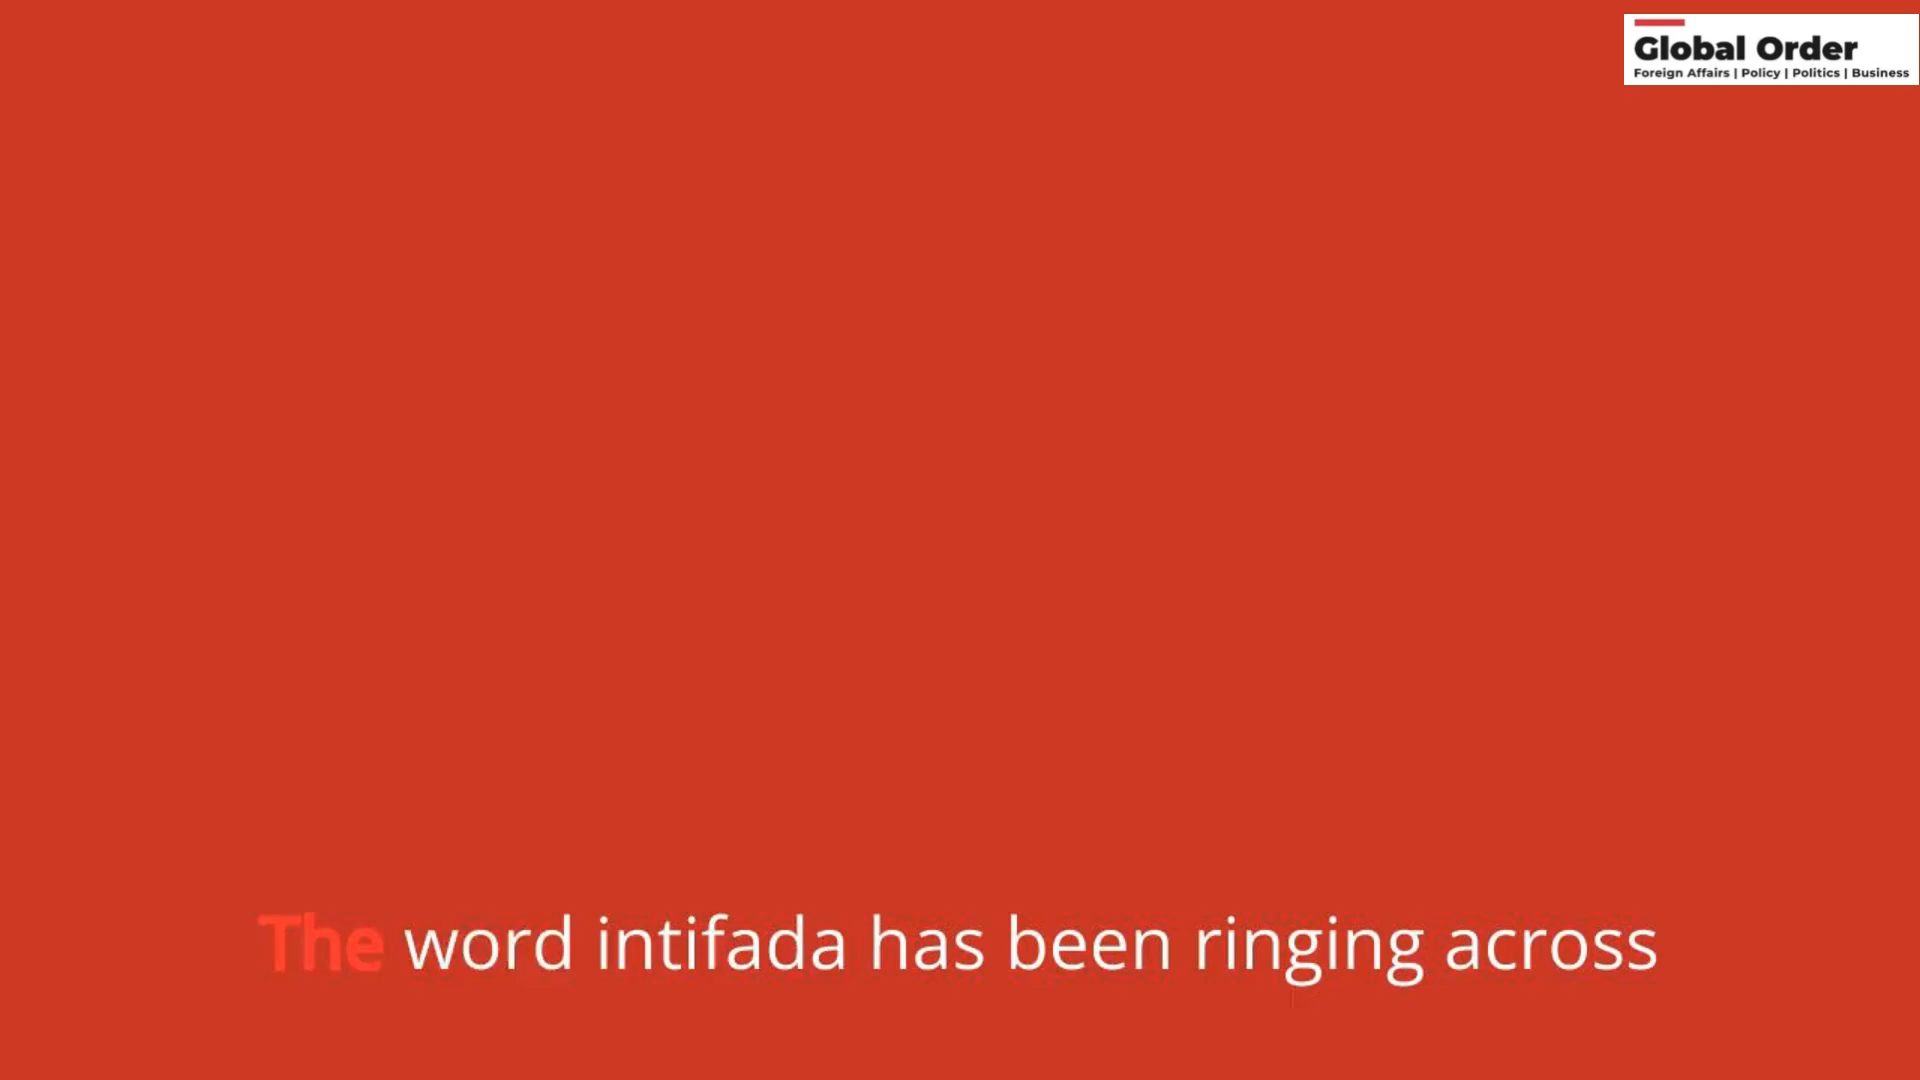 Global Order
Foreign Affairs | Policy | Politics | Business
The word intifada has been ringing across